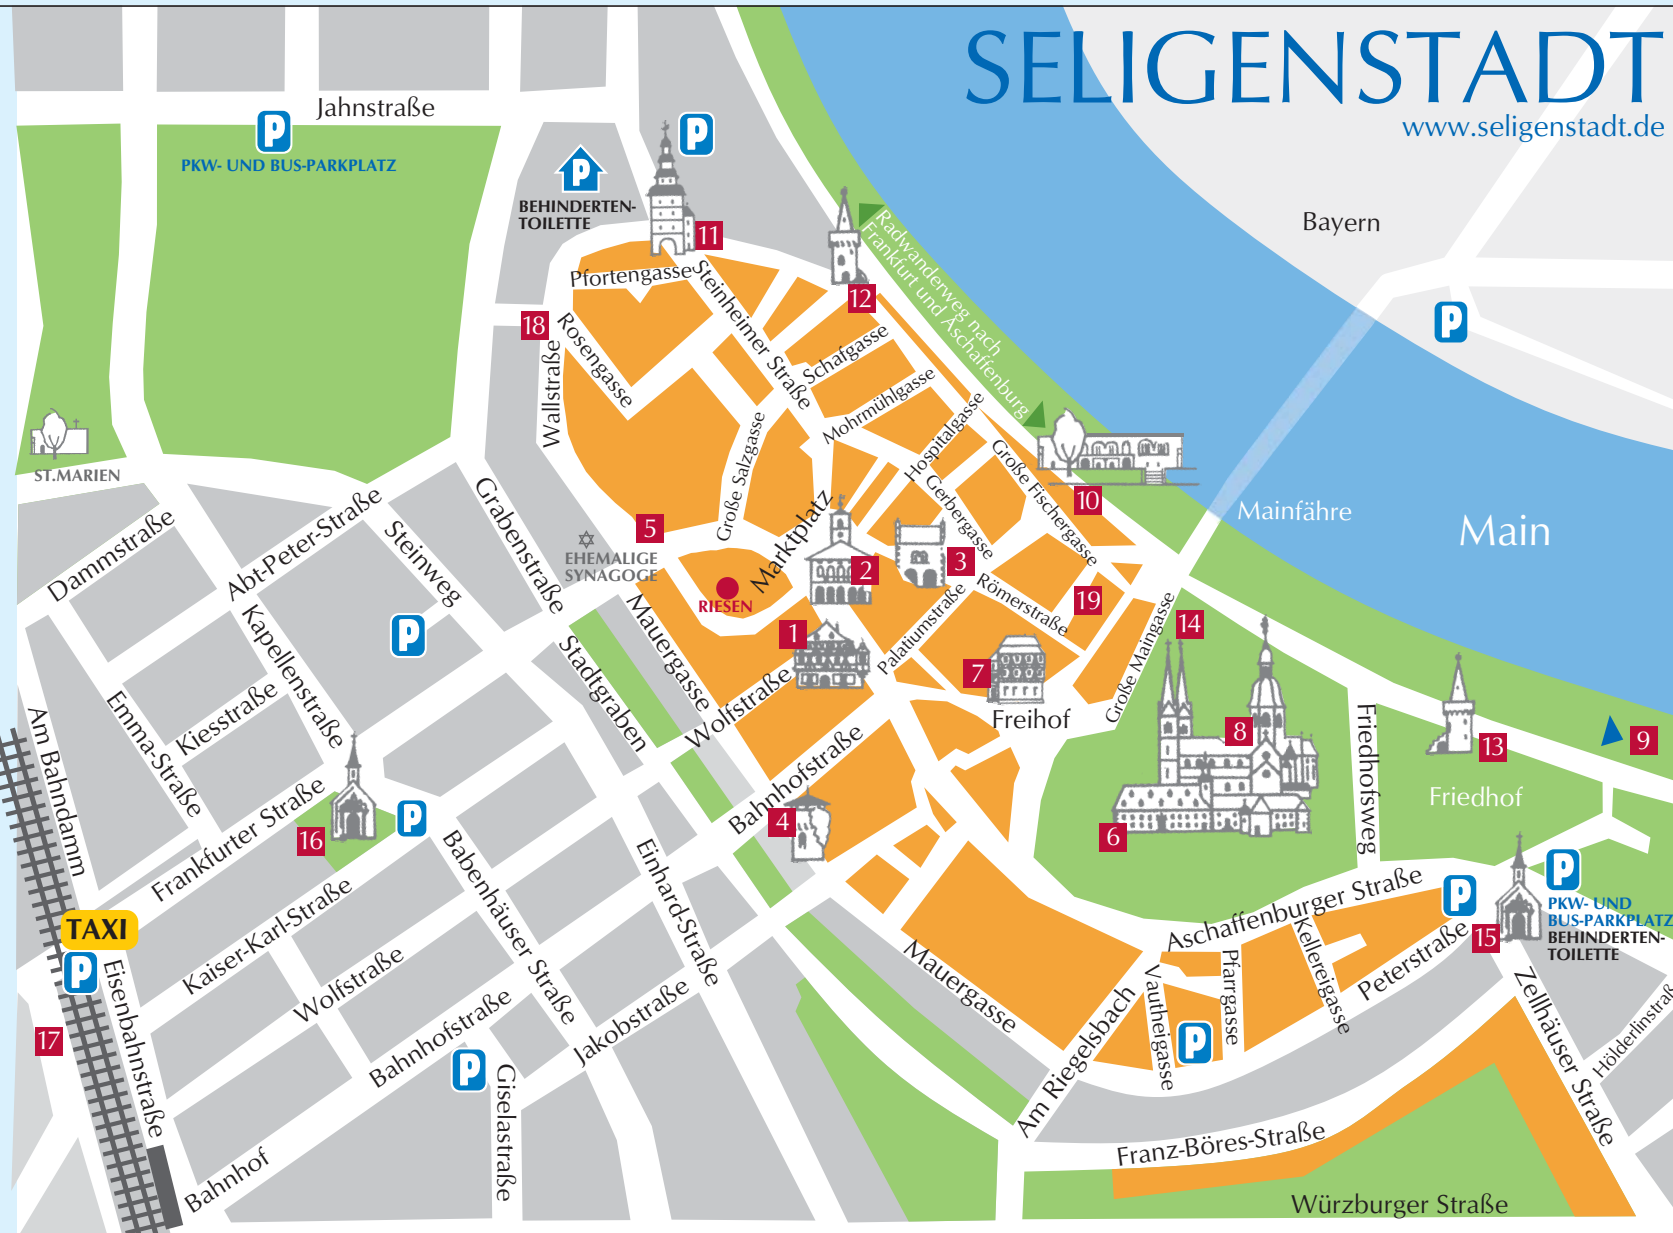 SELIGENSTADT
www.seligenstadt.de
Jahnstraße
P
PKW- UND BUS-PARKPLATZ
P
P
BEHINDERTEN-
TOILETTE
11
Bayern
Radwanderweg nach
Frankfurt und Aschaffenburg
Pfortengasse
Steinheimer Straße
12
P
18
Rosengasse
Wallstraße
Schafgasse
Mohrmühlgasse
Hospitalgasse
Große Salzgasse
Große Fischergasse
Gerbergasse
10
ST.MARIEN
Mainfähre
Main
Dammstraße
Abt-Peter-Straße
Steinweg
Grabenstraße
5
EHEMALIGE
SYNAGOGE
Marktplatz
2
3
RIESEN
Römerstraße
19
Palatiumstraße
Große Maingasse
14
Kapellenstraße
P
Mauergasse
Stadtgraben
1
7
Freihof
Wolfstraße
Kiesstraße
Emma-Straße
Am Bahndamm
Bahnhofstraße
4
8
6
Friedhofsweg
13
9
Friedhof
Frankfurter Straße
16
P
Babenhäuser Straße
Einhard-Straße
Kaiser-Karl-Straße
TAXI
P
Eisenbahnstraße
17
Wolfstraße
Bahnhofstraße
Jakobstraße
P
Giselastraße
Bahnhof
Mauergasse
Am Riegelsbach
Vautheigasse
Pfarrgasse
P
Kellereigasse
Aschaffenburger Straße
Peterstraße
P
15
P
PKW- UND
BUS-PARKPLATZ
BEHINDERTEN-
TOILETTE
Zellhäuser Straße
Franz-Böres-Straße
Würzburger Straße